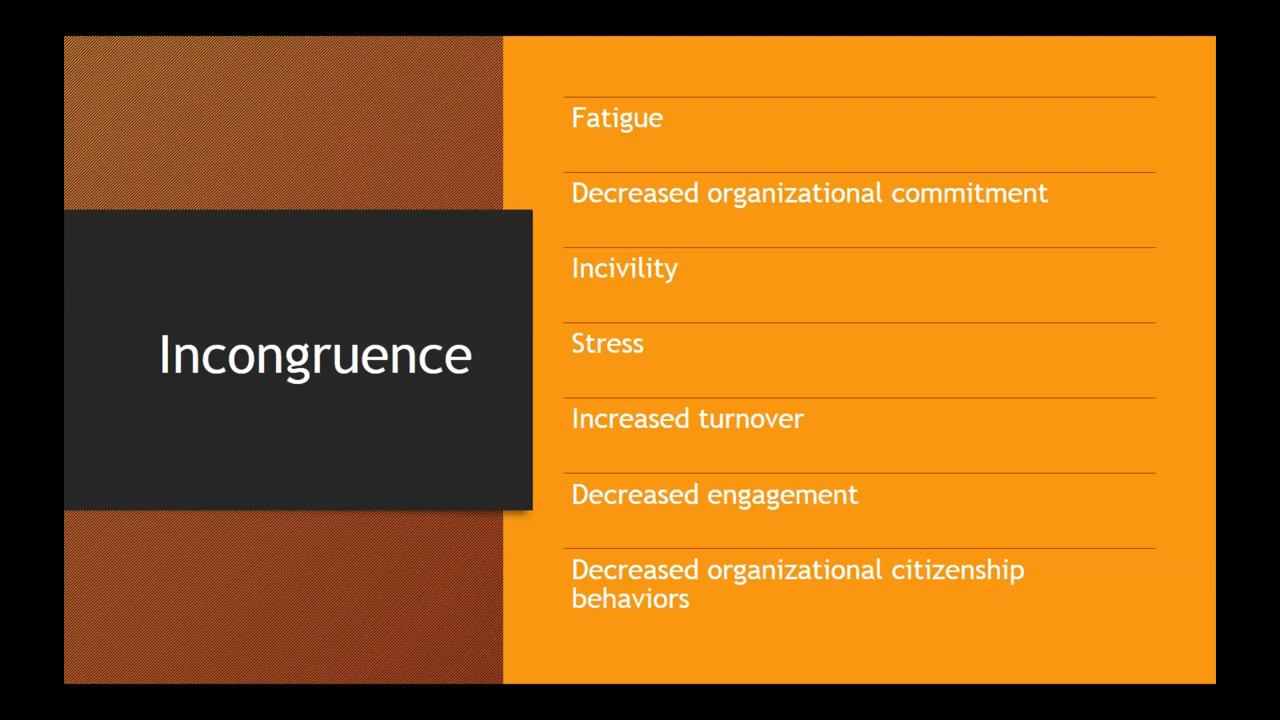 Incongruence
Fatigue
Decreased organizational commitment
Incivility
Stress
Increased turnover
Decreased engagement
Decreased organizational citizenship
behaviors